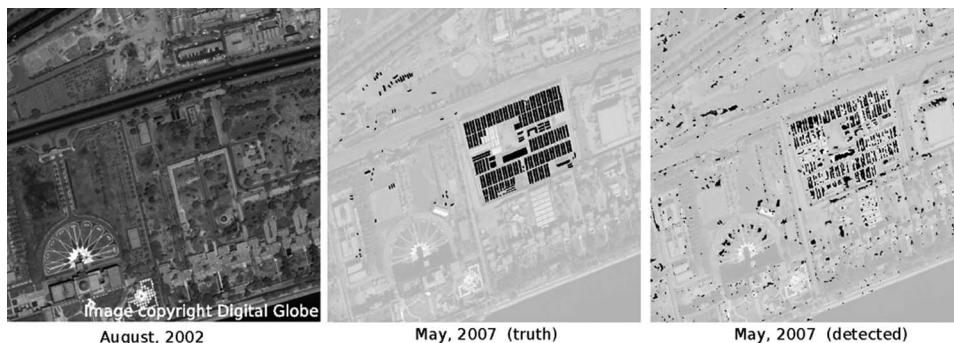 Image copyright Digital Globe
August, 2002
May, 2007 (truth)
May, 2007 (detected)